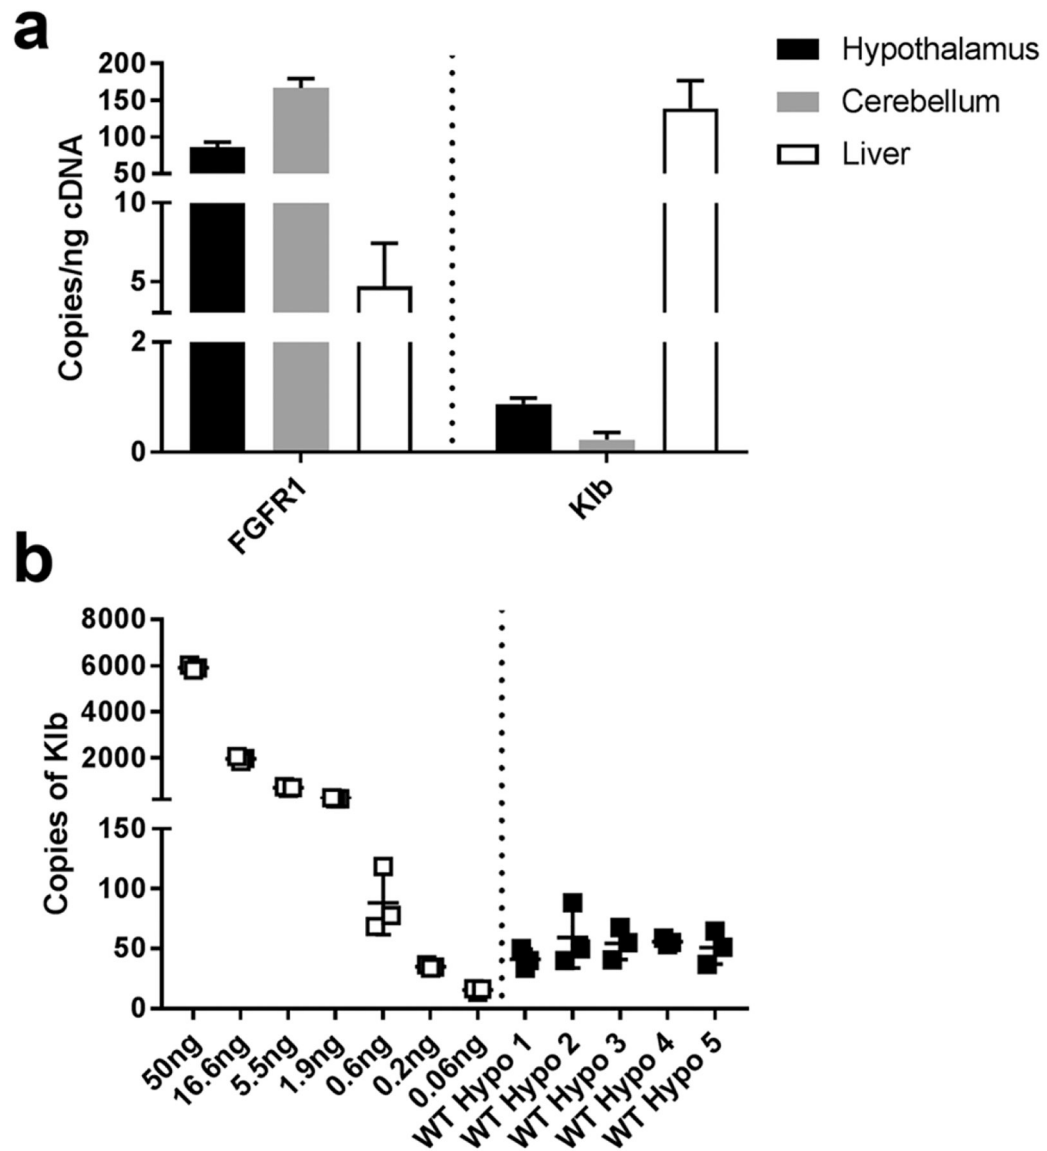 a
Hypothalamus
Cerebellum
Liver
Copies/ng cDNA
200
150
100
50
10
5
2
0
FGFR1
Klb
b
Copies of Klb
8000
6000
4000
2000
150
100
50
0
50ng
16.6ng
5.5ng
1.9ng
0.6ng
0.2ng
0.06ng
WT Hypo 1
WT Hypo 2
WT Hypo 3
WT Hypo 4
WT Hypo 5